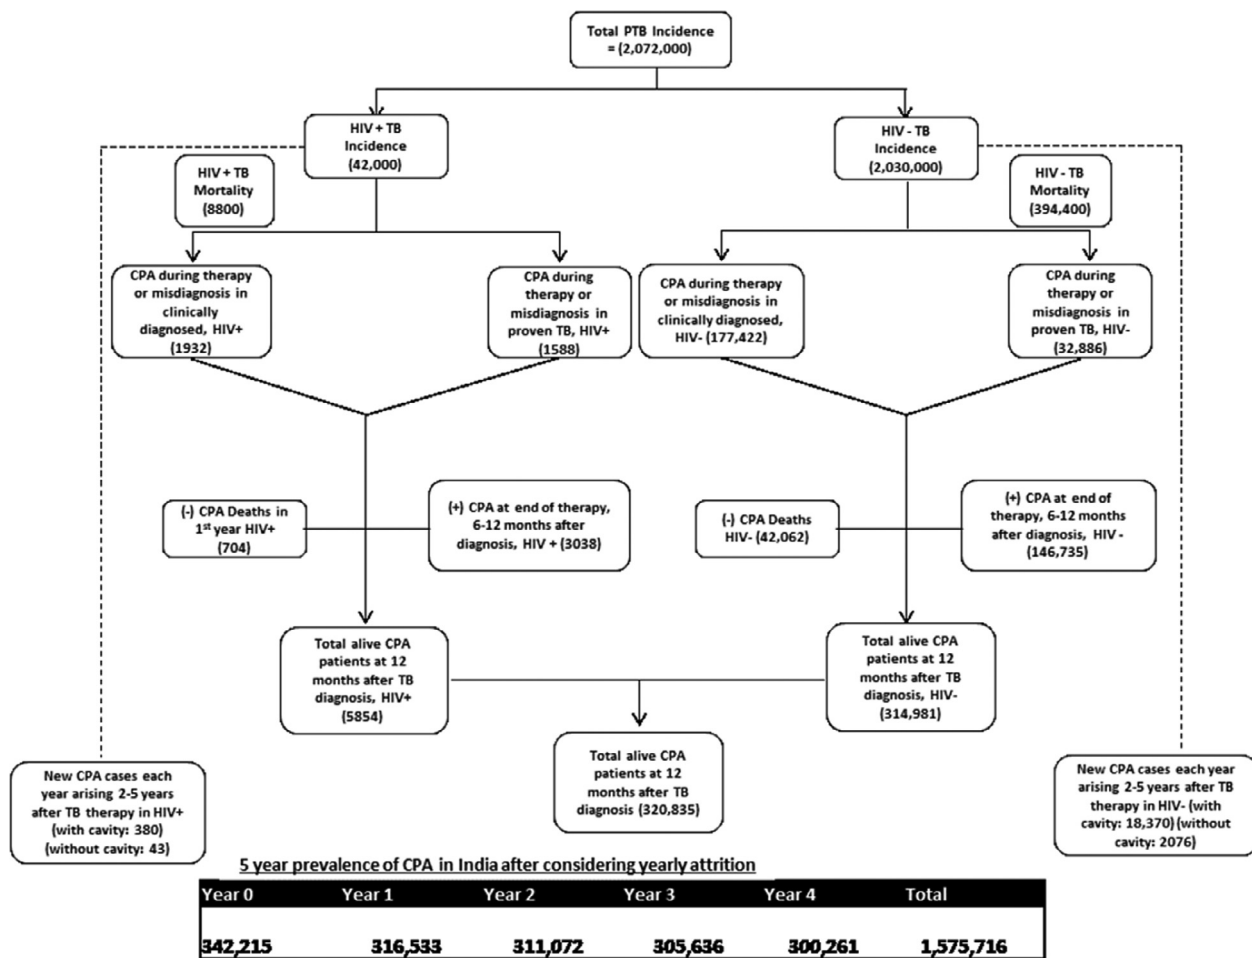 Total PTB Incidence
= (2,072,000)
HIV + TB
Incidence
(42,000)
HIV - TB
Incidence
(2,030,000)
HIV + TB
Mortality
(8800)
HIV - TB
Mortality
(394,400)
CPA during therapy
or misdiagnosis in
clinically
diagnosed, HIV+
(1932)
CPA during
therapy or
misdiagnosis in
proven TB, HIV+
(1588)
CPA during therapy
or misdiagnosis in
clinically diagnosed,
HIV- (177,422)
CPA during
therapy or
misdiagnosis in
proven TB, HIV-
(32,886)
(-) CPA Deaths in
1st year HIV+
(704)
(+) CPA at end of therapy,
6-12 months after
diagnosis, HIV + (3038)
(-) CPA Deaths
HIV- (42,062)
(+) CPA at end of
therapy, 6-12 months
after diagnosis, HIV -
(146,735)
Total alive CPA
patients at 12
months after TB
diagnosis, HIV+
(5854)
Total alive CPA
patients at 12
months after TB
diagnosis, HIV-
(314,981)
Total alive CPA
patients at 12
months after TB
diagnosis (320,835)
New CPA cases each
year arising 2-5 years
after TB therapy in HIV+
(with cavity: 380)
(without cavity: 43)
New CPA cases each year
arising 2-5 years after TB
therapy in HIV- (with
cavity: 18,370) (without
cavity: 2076)
5 year prevalence of CPA in India after considering yearly attrition
Year 0 Year 1 Year 2 Year 3 Year 4 Total
342,215 316,533 311,072 305,636 300,261 1,575,716